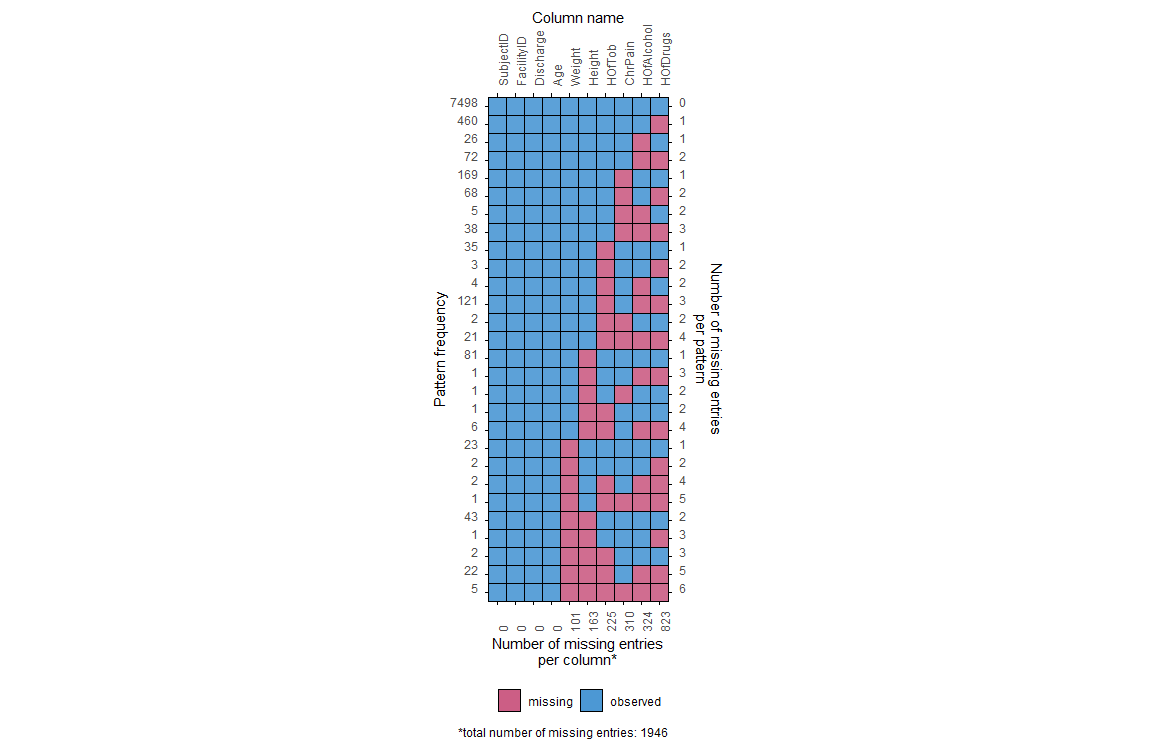 Column name
SubjectID
FacilityID
Discharge
Age
Weight
Height
HOfTob
ChrPain
HOfAlcohol
HOfDrugs
7498 0
460 1
26 1
72 2
169 1
68 2
5 2
38 3
35 1
3 2
4 2
121 3
2 2
21 4
81 1
1 3
1 2
1 2
6 4
23 1
2 2
2 4
1 5
43 2
1 3
2 3
22 5
5 6
Pattern frequency
Number of missing entries
per pattern
0
0
0
0
101
163
225
310
324
823
Number of missing entries
per column*
missing observed
*total number of missing entries: 1946